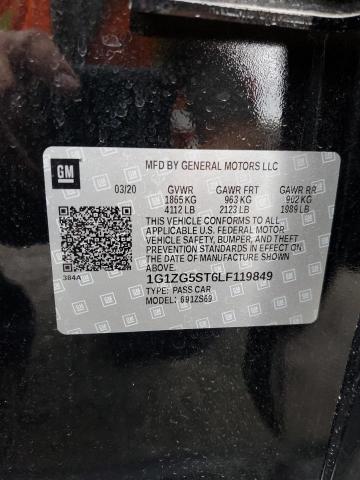 MFD BY GENERAL MOTORS LLC
GM
03/20 GVWR GAWR FRT GAWR RR
1865 KG 963 KG 902 KG
4112 LB 2123 LB 1989 LB
THIS VEHICLE CONFORMS TO ALL
APPLICABLE U.S. FEDERAL MOTOR
VEHICLE SAFETY, BUMPER, AND THEFT
PREVENTION STANDARDS IN EFFECT ON
THE DATE OF MANUFACTURE SHOWN
ABOVE.
384A
1G1ZG5ST6LF119849
TYPE: PASS CAR
MODEL: 691ZS69